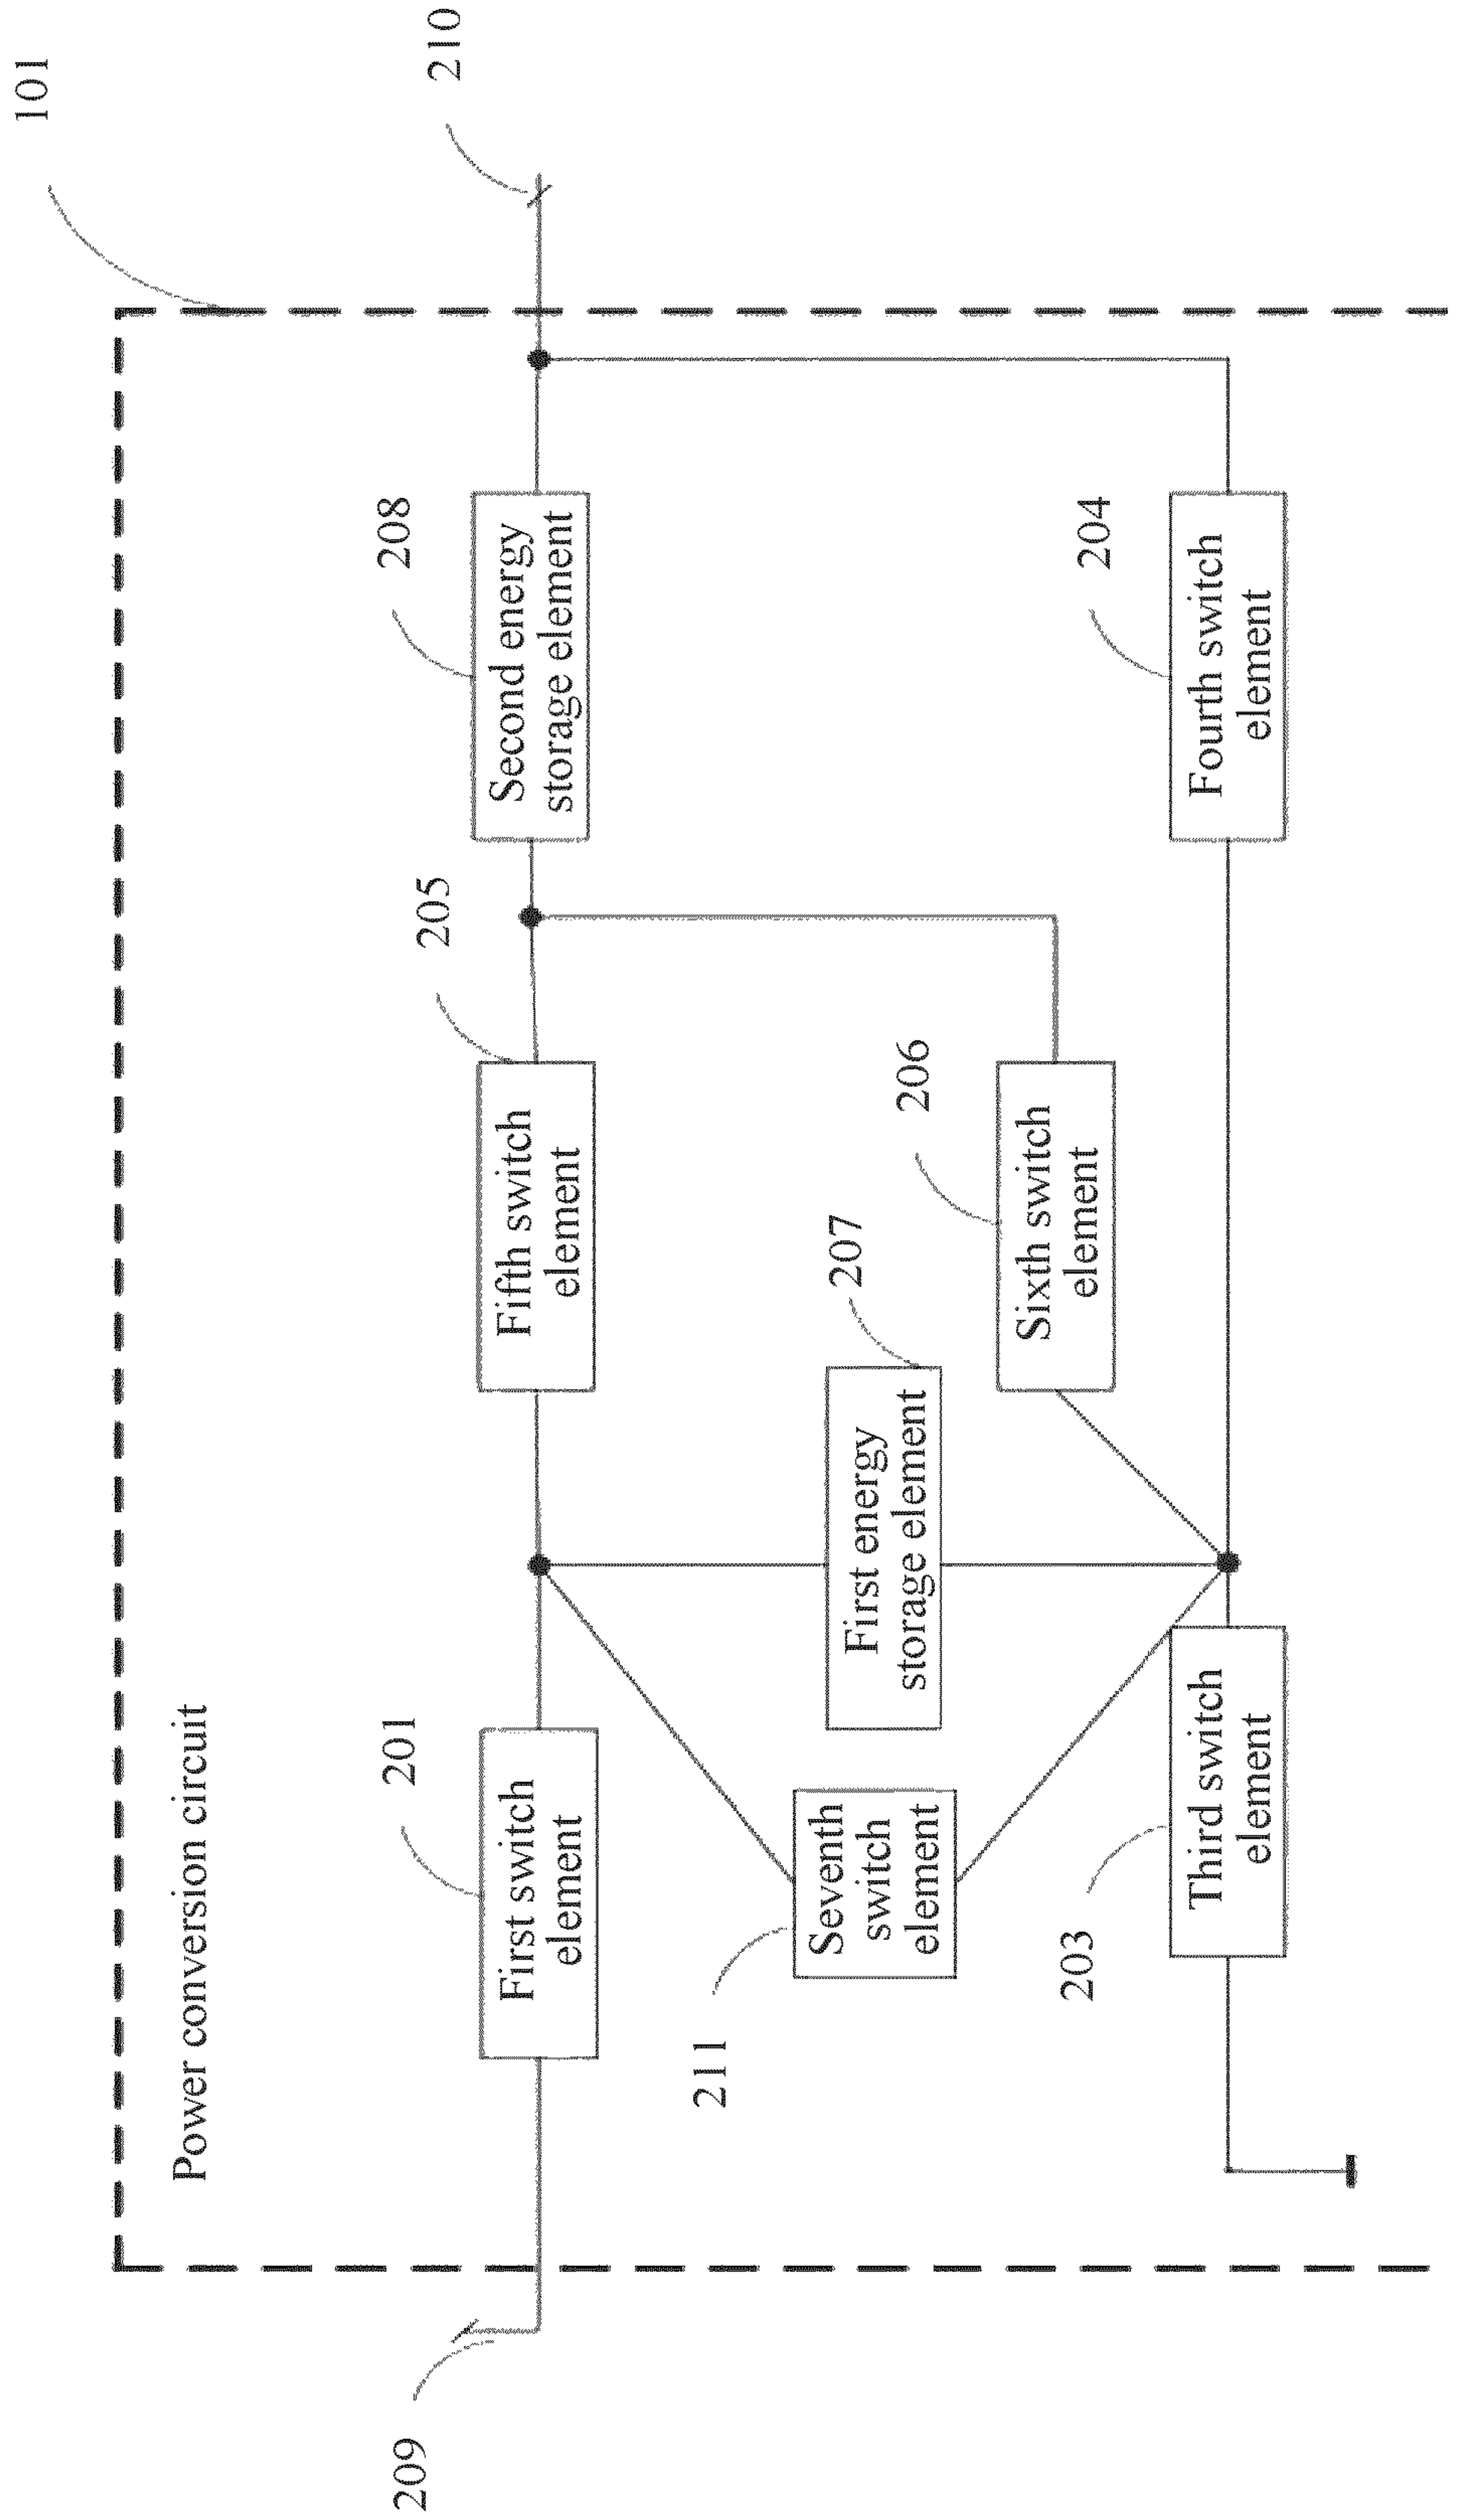 101
210
Power conversion circuit
208
Second energy
storage element
205
Fifth switch
element
201
First switch
element
209
207
First energy
storage element
206
Sixth switch
element
211
Seventh
switch
element
204
Fourth switch
element
203
Third switch
element